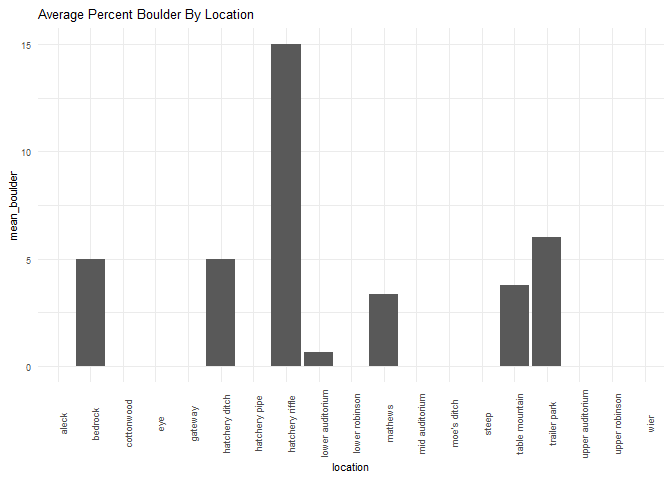 Average Percent Boulder By Location
15
10
5
0
mean_boulder
aleck
bedrock
cottonwood
eye
gateway
hatchery ditch
hatchery pipe
hatchery riffle
lower auditorium
lower robinson
mathews
mid auditorium
moe's ditch
steep
table mountain
trailer park
upper auditorium
upper robinson
wier
location